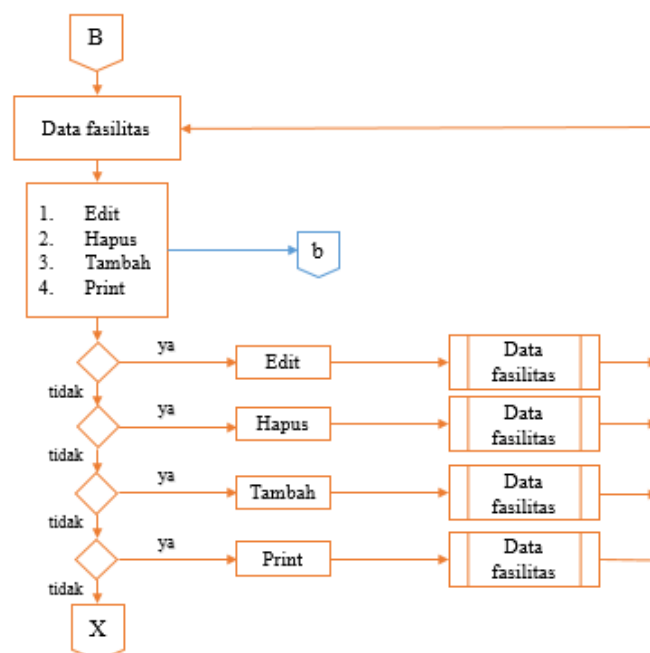 B
Data fasilitas
1. Edit
2. Hapus
3. Tambah
4. Print
b
ya
Edit
Data
fasilitas
tidak
ya
Hapus
Data
fasilitas
tidak
ya
Tambah
Data
fasilitas
tidak
ya
Print
Data
fasilitas
tidak
X